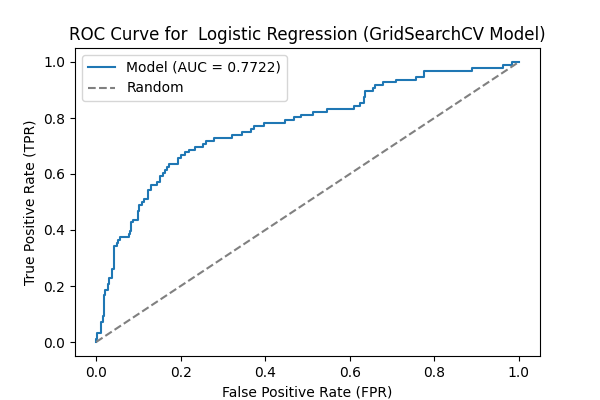 ROC Curve for  Logistic Regression (GridSearchCV Model)
Model (AUC = 0.7722)
Random
True Positive Rate (TPR)
1.0
0.8
0.6
0.4
0.2
0.0
0.0 0.2 0.4 0.6 0.8 1.0
False Positive Rate (FPR)